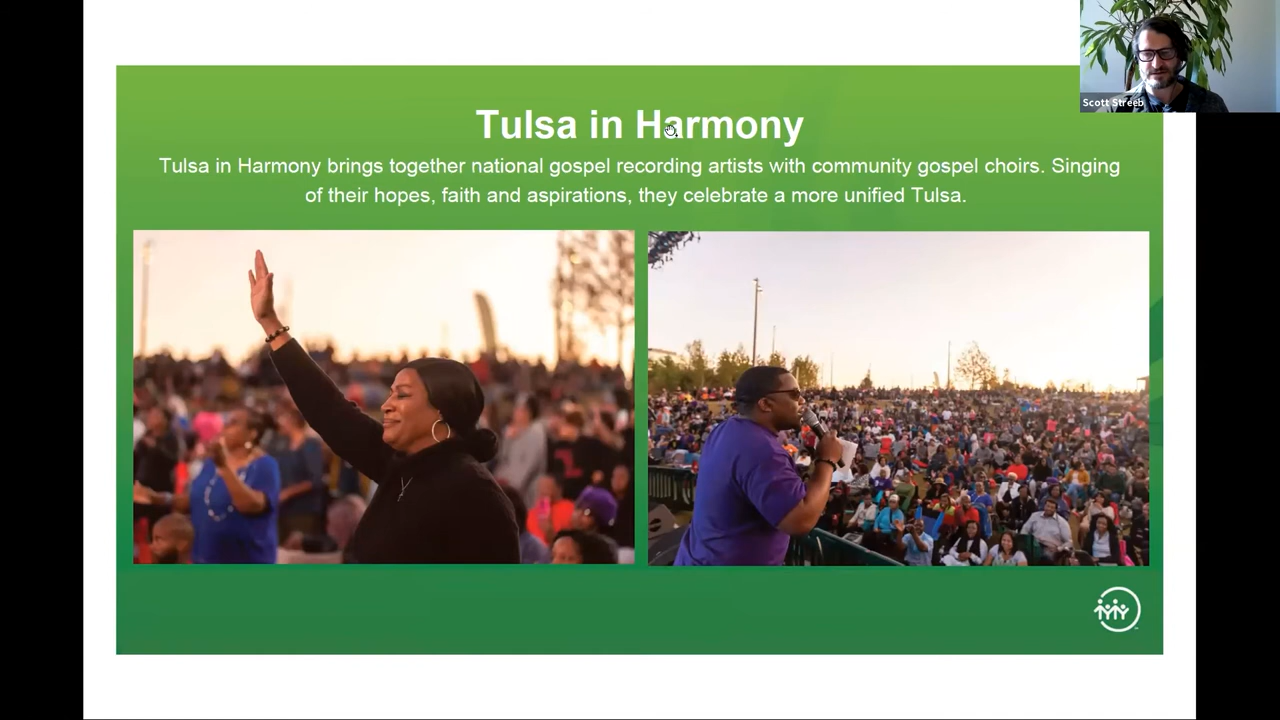 Tulsa in Harmony
Tulsa in Harmony brings together national gospel recording artists with community gospel choirs. Singing
of their hopes, faith and aspirations, they celebrate a more unified Tulsa.
Scott Streeb